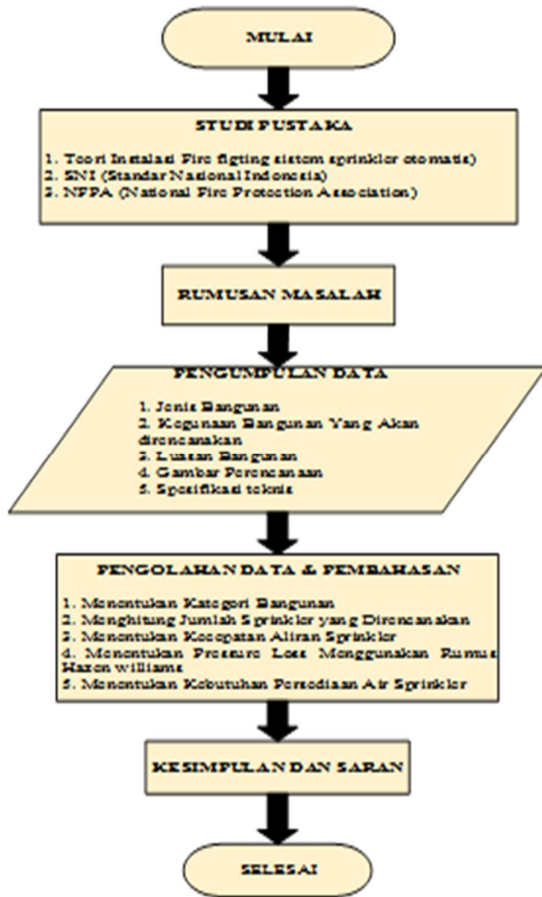 MULAI
STUDI PUSTAKA
1. Teori Instalasi Fire figting sistem sprinkler otomatis)
2. SNI (Standar Nasional Indonesia)
3. NFPA (National Fire Protection Association)
RUMUSAN MASALAH
PENGUMPULAN DATA
1. Jenis Bangunan
2. Kegunaan Bangunan Yang Akan
direncanakan
3. Luasan Bangunan
4. Gambar Perencanaan
5. Spesifikasi teknis
PENGOLAHAN DATA & PEMBAHASAN
1. Menentukan Kategori Bangunan
2. Menghitung Jumlah Sprinkler yang Direncanakan
3. Menentukan Kecepatan Aliran Sprinkler
4. Menentukan Pressure Loss Menggunakan Rumus
Hazen williams
5. Menentukan Kebutuhan Persediaan Air Sprinkler
KESIMPULAN DAN SARAN
SELESAI